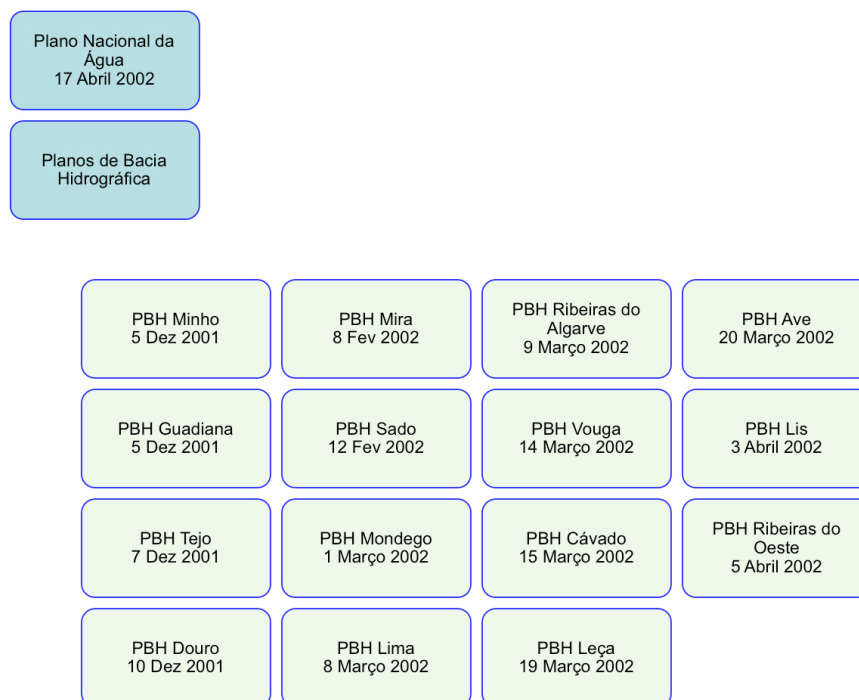 Plano Nacional da
Água
17 Abril 2002
Planos de Bacia
Hidrográfica
PBH Minho
5 Dez 2001
PBH Mira
8 Fev 2002
PBH Ribeiras do
Algarve
9 Março 2002
PBH Ave
20 Março 2002
PBH Guadiana
5 Dez 2001
PBH Sado
12 Fev 2002
PBH Vouga
14 Março 2002
PBH Lis
3 Abril 2002
PBH Tejo
7 Dez 2001
PBH Mondego
1 Março 2002
PBH Cávado
15 Março 2002
PBH Ribeiras do
Oeste
5 Abril 2002
PBH Douro
10 Dez 2001
PBH Lima
8 Março 2002
PBH Leça
19 Março 2002